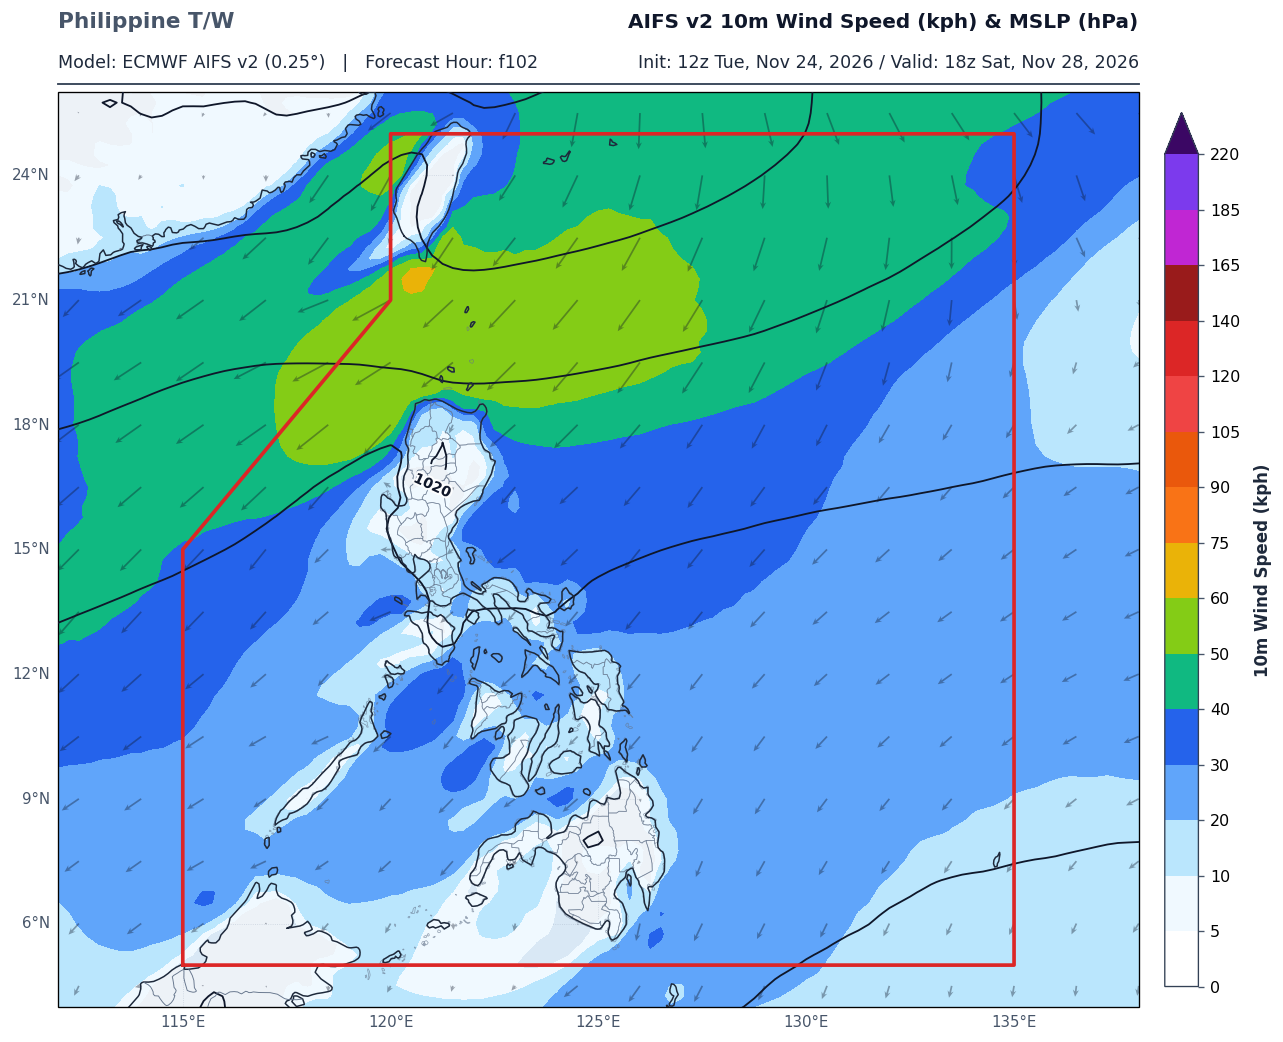 Philippine T/W
AIFS v2 10m Wind Speed (kph) & MSLP (hPa)
Model: ECMWF AIFS v2 (0.25°) | Forecast Hour: f102
Init: 12z Tue, Nov 24, 2026 / Valid: 18z Sat, Nov 28, 2026
24°N
21°N
18°N
15°N
12°N
9°N
6°N
1020
115°E
120°E
125°E
130°E
135°E
220
185
165
140
120
105
90
75
60
50
40
30
20
10
5
0
10m Wind Speed (kph)